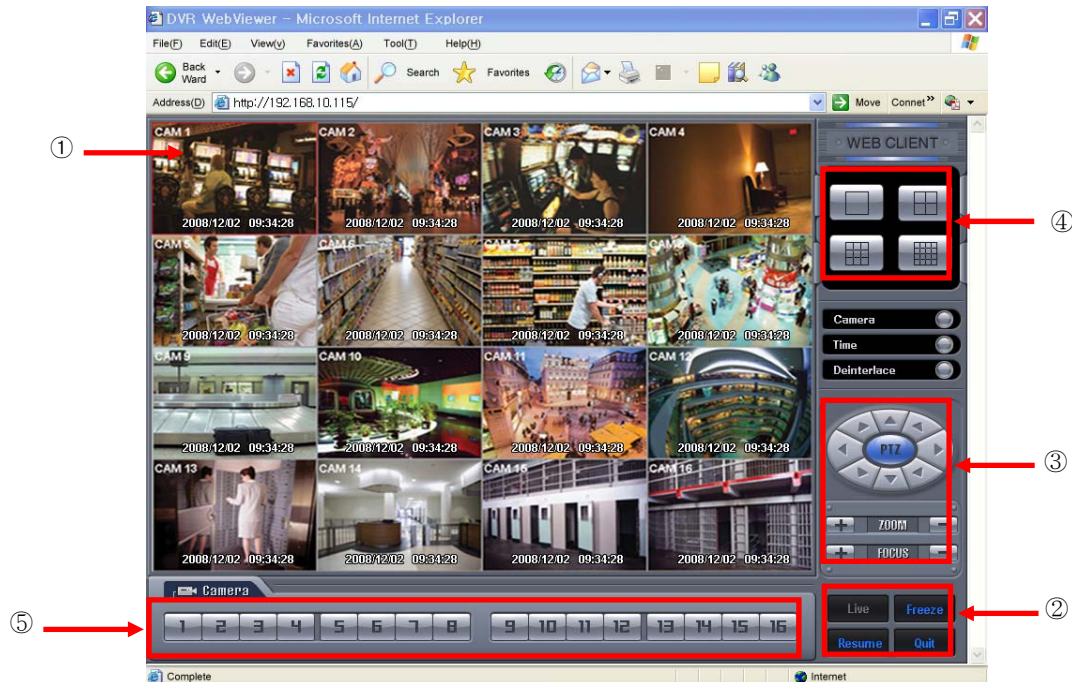 DVR WebViewer - Microsoft Internet Explorer
File(F) Edit(E) View(v) Favorites(A) Tool(T) Help(H)
Back Ward Search Favorites
Address(D) http://192.168.10.115/ Move Connet »
① CAM 1 CAM 2 CAM 3 CAM 4
2008/12/02 09:34:28 2008/12/02 09:34:28 2008/12/02 09:34:28 2008/12/02 09:34:28
WEB CLIENT
④
CAM 5 CAM 6 CAM 7 CAM 8
2008/12/02 09:34:28 2008/12/02 09:34:28 2008/12/02 09:34:28 2008/12/02 09:34:28
Camera
Time
Deinterlace
CAM 9 CAM 10 CAM 11 CAM 12
2008/12/02 09:34:28 2008/12/02 09:34:28 2008/12/02 09:34:28 2008/12/02 09:34:28
PTZ
③
CAM 13 CAM 14 CAM 15 CAM 16
2008/12/02 09:34:28 2008/12/02 09:34:28 2008/12/02 09:34:28 2008/12/02 09:34:28
+ ZOOM -
+ FOCUS -
Camera
⑤ 1 2 3 4 5 6 7 8 9 10 11 12 13 14 15 16
Live Freeze ②
Resume Quit
Complete Internet